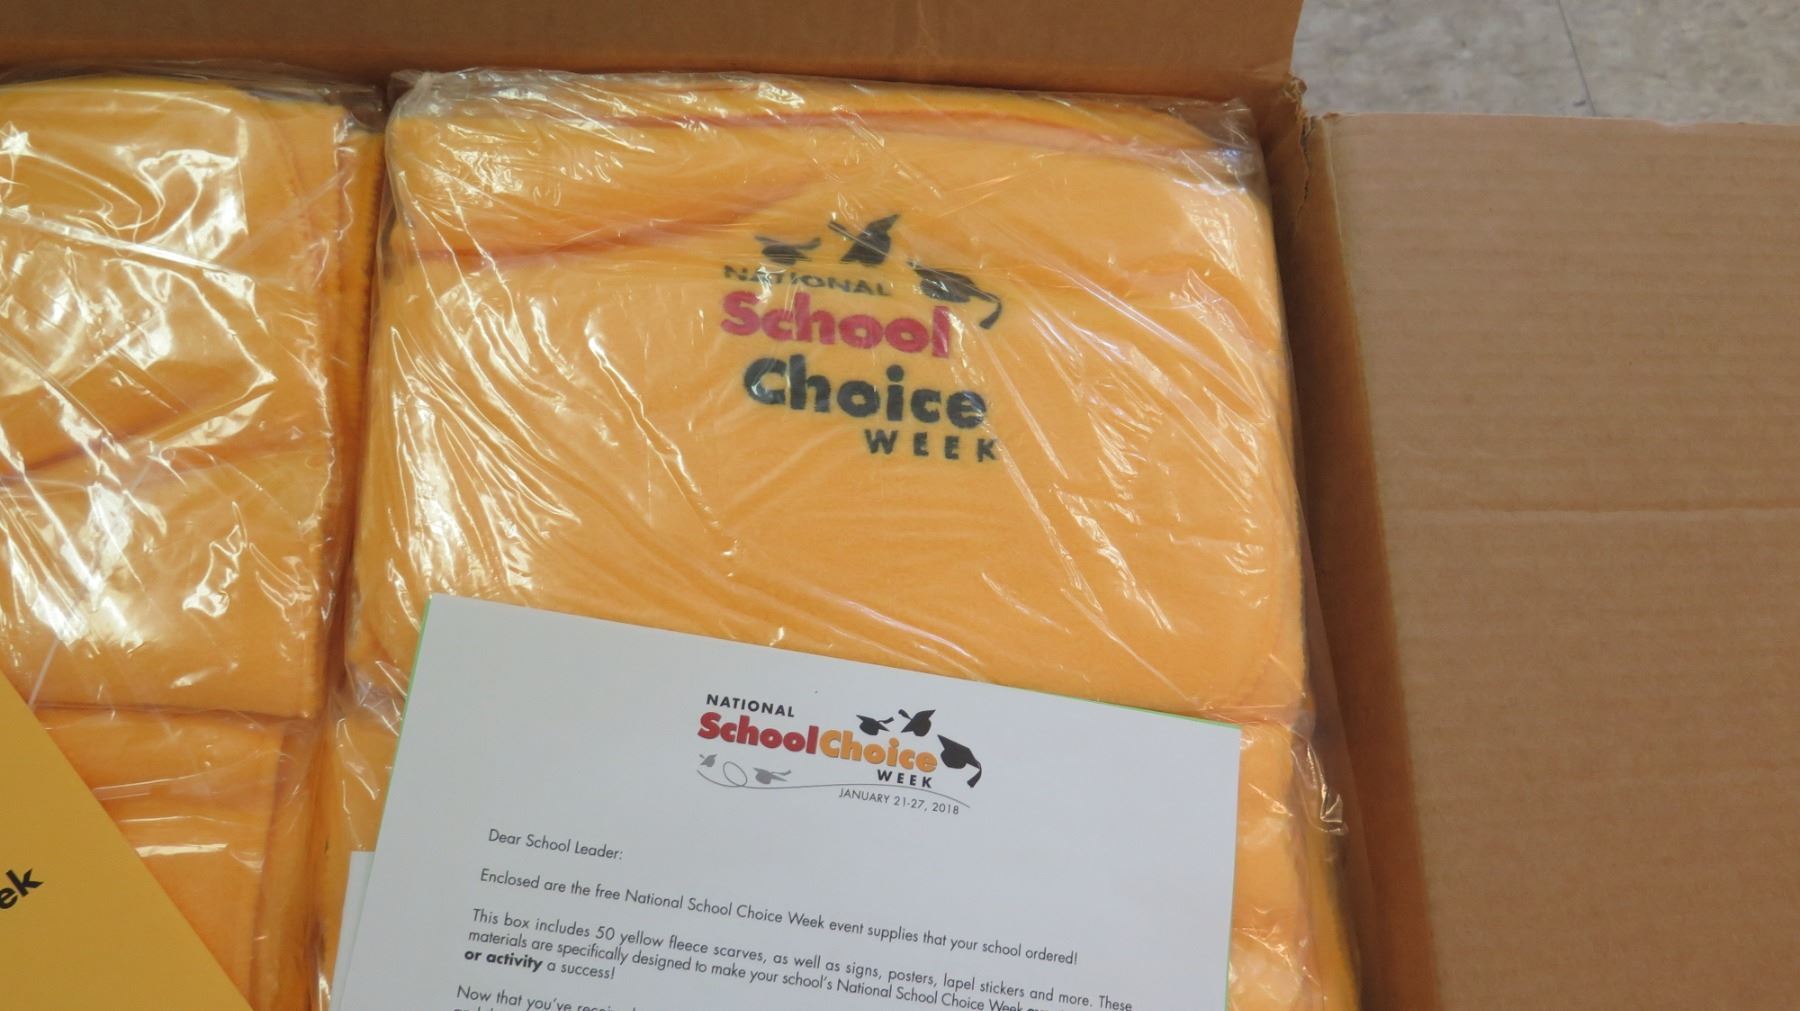 NATIONAL
School
Choice
WEEK
NATIONAL
SchoolChoice
WEEK
JANUARY 21-27, 2018
Dear School Leader:
Enclosed are the free National School Choice Week event supplies that your school ordered!
This box includes 50 yellow fleece scarves, as well as signs, posters, lapel stickers and more. These
materials are specifically designed to make your school's National School Choice Week
or activity a success!
Now that you've
ek